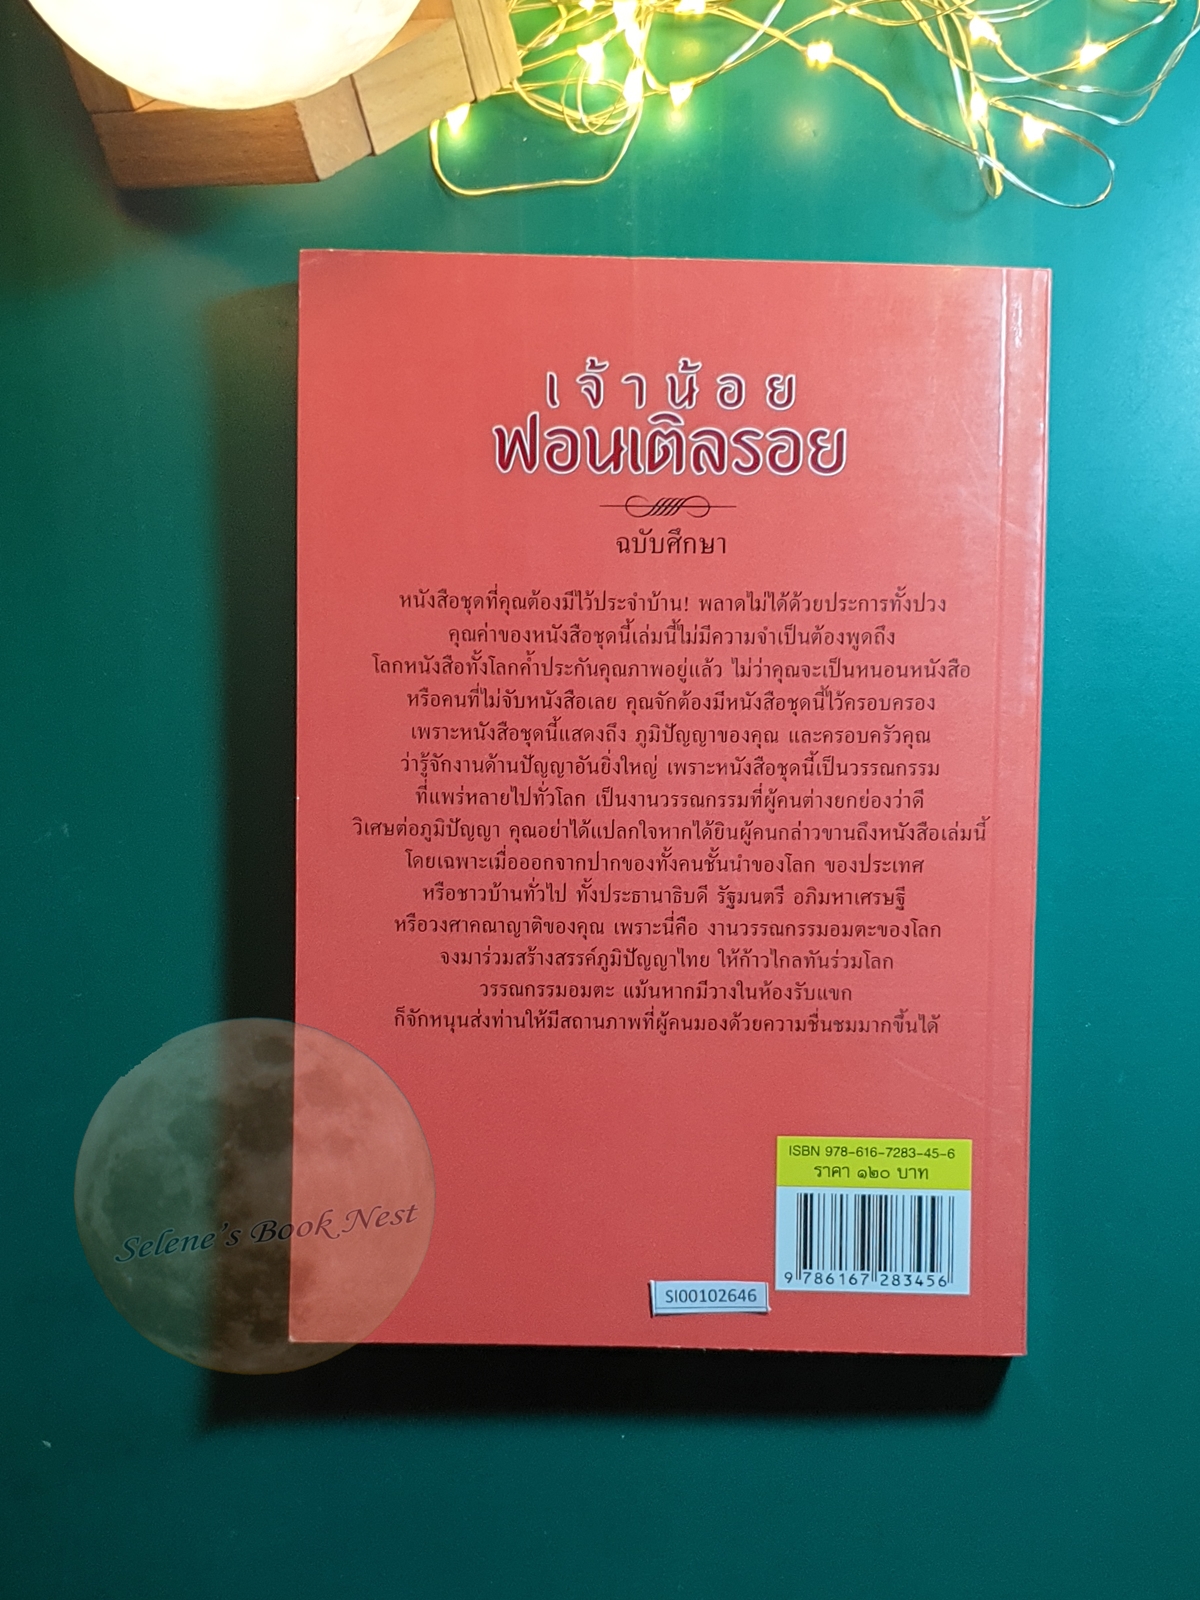 เจ้าน้อย
ฟอนเติลรอย
ฉบับศึกษา
หนังสือชุดที่คุณต้องมีไว้ประจำบ้าน! พลาดไม่ได้ด้วยประการทั้งปวง
คุณค่าของหนังสือชุดนี้เล่มนี้ไม่มีความจำเป็นต้องพูดถึง
โลกหนังสือทั้งโลกค้ำประกันคุณภาพอยู่แล้ว ไม่ว่าคุณจะเป็นหนอนหนังสือ
หรือคนที่ไม่จับหนังสือเลย คุณจักต้องมีหนังสือชุดนี้ไว้ครอบครอง
เพราะหนังสือชุดนี้แสดงถึง ภูมิปัญญาของคุณ และครอบครัวคุณ
ว่ารู้จักงานด้านปัญญาอันยิ่งใหญ่ เพราะหนังสือชุดนี้เป็นวรรณกรรม
ที่แพร่หลายไปทั่วโลก เป็นงานวรรณกรรมที่ผู้คนต่างยกย่องว่าดี
วิเศษต่อภูมิปัญญา คุณอย่าได้แปลกใจหากได้ยินผู้คนกล่าวขานถึงหนังสือเล่มนี้
โดยเฉพาะเมื่อออกจากปากของทั้งคนชั้นนำของโลก ของประเทศ
หรือชาวบ้านทั่วไป ทั้งประธานาธิบดี รัฐมนตรี อภิมหาเศรษฐี
หรือวงศาคณาญาติของคุณ เพราะนี่คือ งานวรรณกรรมอมตะของโลก
จงมาร่วมสร้างสรรค์ภูมิปัญญาไทย ให้ก้าวไกลทันร่วมโลก
วรรณกรรมอมตะ แม้นหากมีวางในห้องรับแขก
ก็จักหนุนส่งท่านให้มีสถานภาพที่ผู้คนมองด้วยความชื่นชมมากขึ้นได้
ISBN 978-616-7283-45-6
ราคา ๑๒๐ บาท
9 786167 283456
SI00102646
Selene's Book Nest